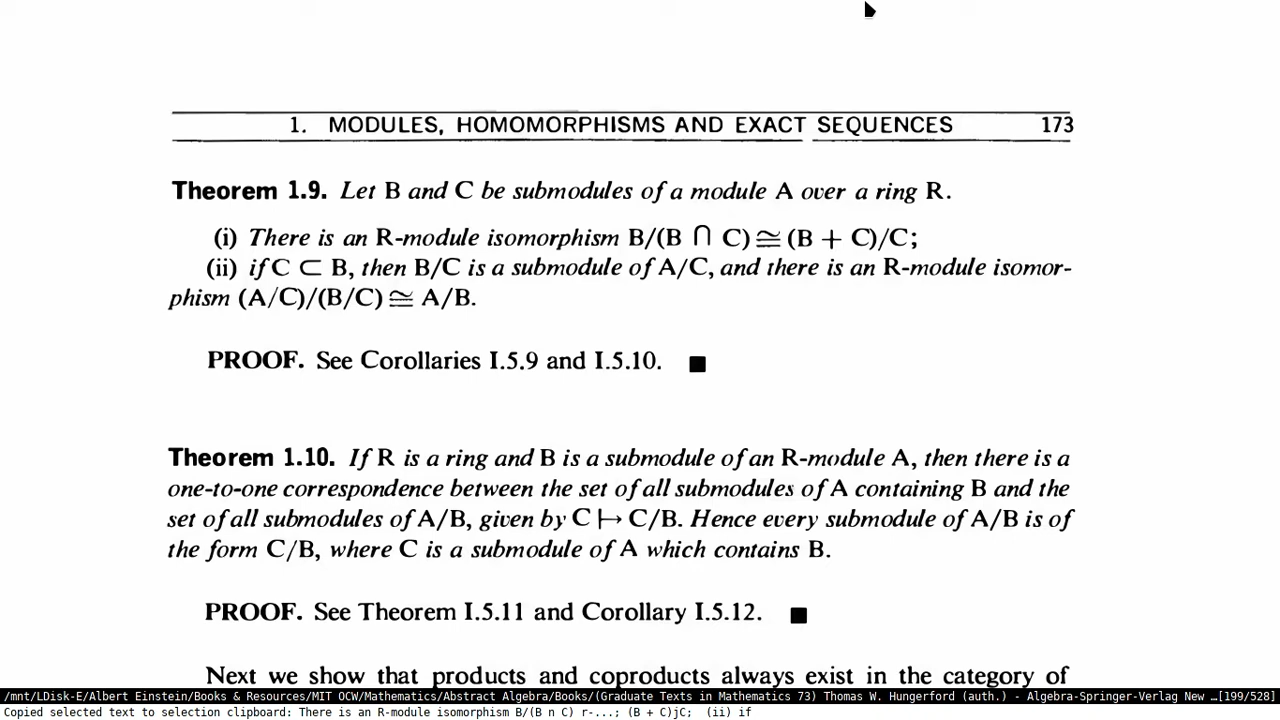 1. MODULES, HOMOMORPHISMS AND EXACT SEQUENCES 173
Theorem 1.9. Let B and C be submodules of a module A over a ring R.
(i) There is an R-module isomorphism B/(B ∩ C) ≅ (B + C)/C;
(ii) if C ⊂ B, then B/C is a submodule of A/C, and there is an R-module isomor-
phism (A/C)/(B/C) ≅ A/B.
PROOF. See Corollaries I.5.9 and I.5.10. ■
Theorem 1.10. If R is a ring and B is a submodule of an R-module A, then there is a
one-to-one correspondence between the set of all submodules of A containing B and the
set of all submodules of A/B, given by C ↦ C/B. Hence every submodule of A/B is of
the form C/B, where C is a submodule of A which contains B.
PROOF. See Theorem I.5.11 and Corollary I.5.12. ■
Next we show that products and coproducts always exist in the category of
/mnt/LDisk-E/Albert Einstein/Books & Resources/MIT OCW/Mathematics/Abstract Algebra/Books/(Graduate Texts in Mathematics 73) Thomas W. Hungerford (auth.) - Algebra-Springer-Verlag New …[199/528]
Copied selected text to selection clipboard: There is an R-module isomorphism B/(B n C) r-...; (B + C)jC;  (ii) if